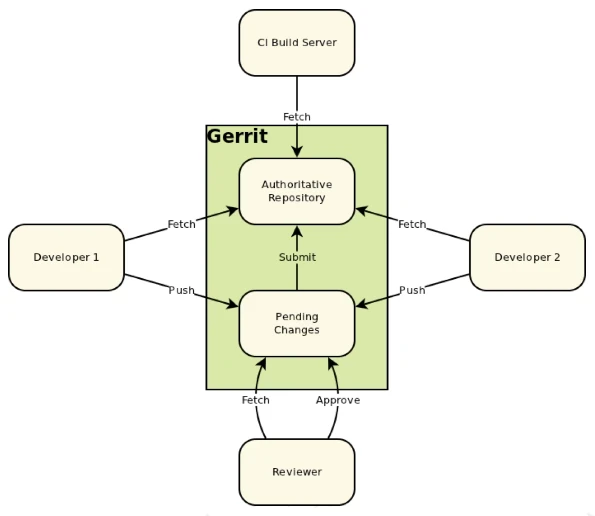 CI Build Server
Fetch
Gerrit
Authoritative
Repository
Fetch
Fetch
Developer 1
Submit
Developer 2
Push
Push
Pending
Changes
Fetch
Approve
Reviewer